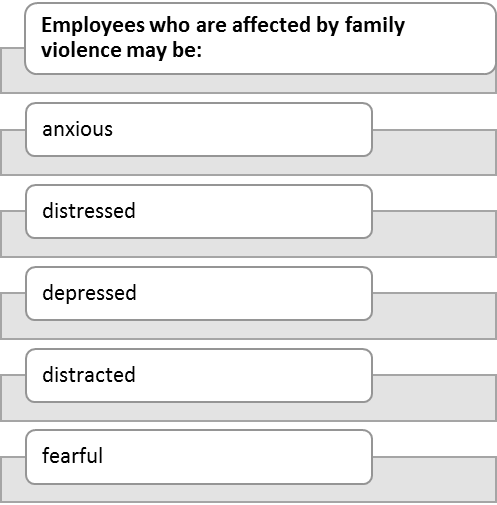 Employees who are affected by family
violence may be:
anxious
distressed
depressed
distracted
fearful